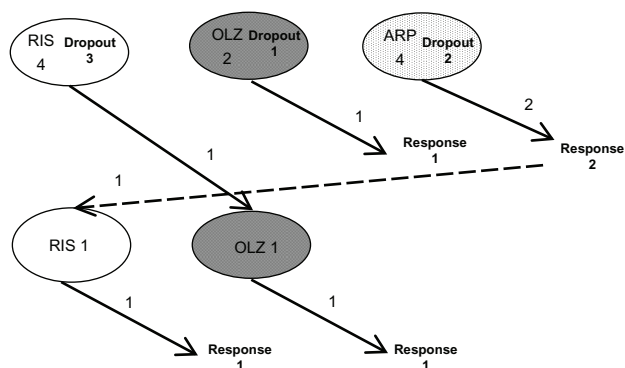 RIS Dropout
4 3
OLZ Dropout
2 1
ARP Dropout
4 2
1
2
Response
1
Response
2
1
1
RIS 1
OLZ 1
1
1
Response
1
Response
1